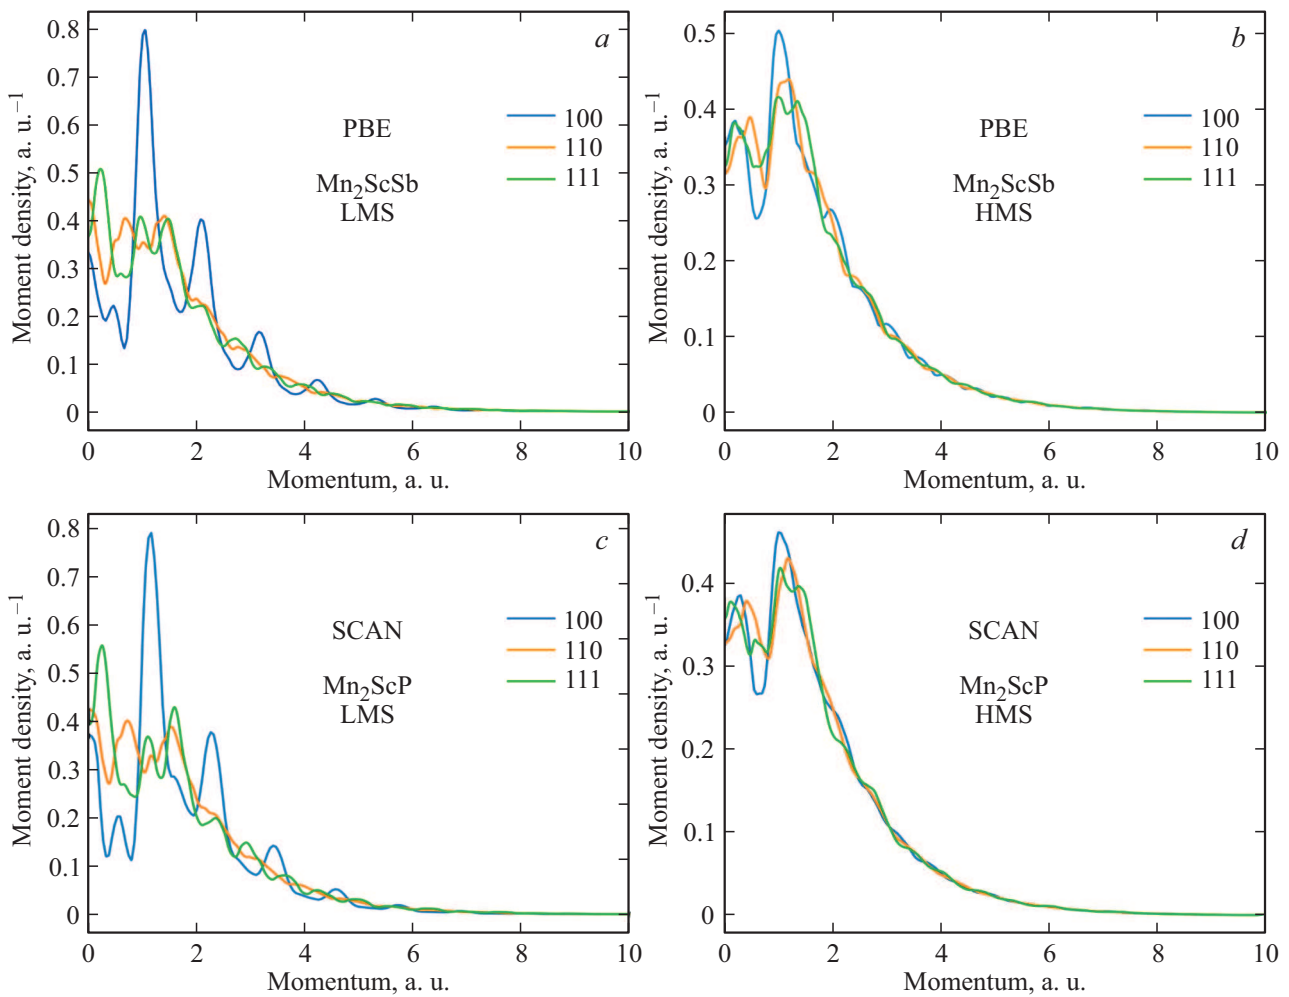 a
Moment density, a. u.⁻¹
0.8
0.7
0.6
0.5
0.4
0.3
0.2
0.1
0
PBE
Mn₂ScSb
LMS
100
110
111
0 2 4 6 8 10
Momentum, a. u.
b
Moment density, a. u.⁻¹
0.5
0.4
0.3
0.2
0.1
0
PBE
Mn₂ScSb
HMS
100
110
111
0 2 4 6 8 10
Momentum, a. u.
c
Moment density, a. u.⁻¹
0.8
0.7
0.6
0.5
0.4
0.3
0.2
0.1
0
SCAN
Mn₂ScP
LMS
100
110
111
0 2 4 6 8 10
Momentum, a. u.
d
Moment density, a. u.⁻¹
0.4
0.3
0.2
0.1
0
SCAN
Mn₂ScP
HMS
100
110
111
0 2 4 6 8 10
Momentum, a. u.